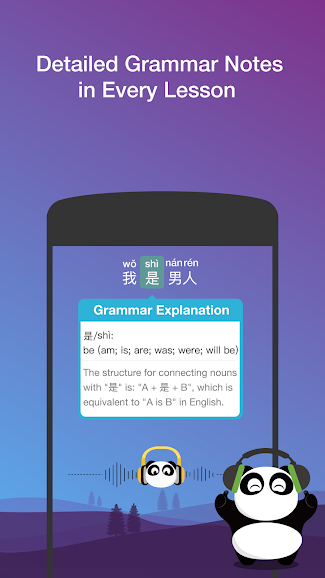 Detailed Grammar Notes
in Every Lesson
wǒ shì nánrén
我 是 男人
Grammar Explanation
是/shì:
be (am; is; are; was; were; will be)
The structure for connecting nouns
with "是" is: "A + 是 + B", which is
equivalent to "A is B" in English.